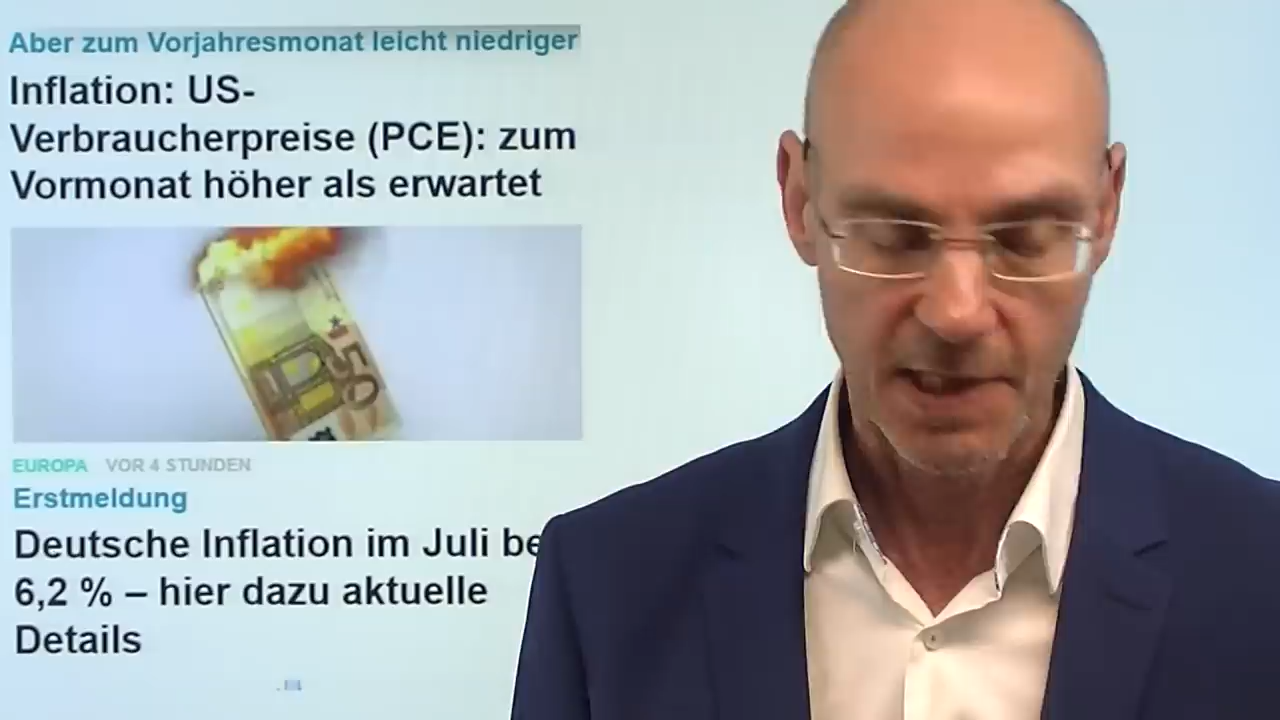 Aber zum Vorjahresmonat leicht niedriger
Inflation: US-
Verbraucherpreise (PCE): zum
Vormonat höher als erwartet
50
EUROPA VOR 4 STUNDEN
Erstmeldung
Deutsche Inflation im Juli be
6,2 % – hier dazu aktuelle
Details